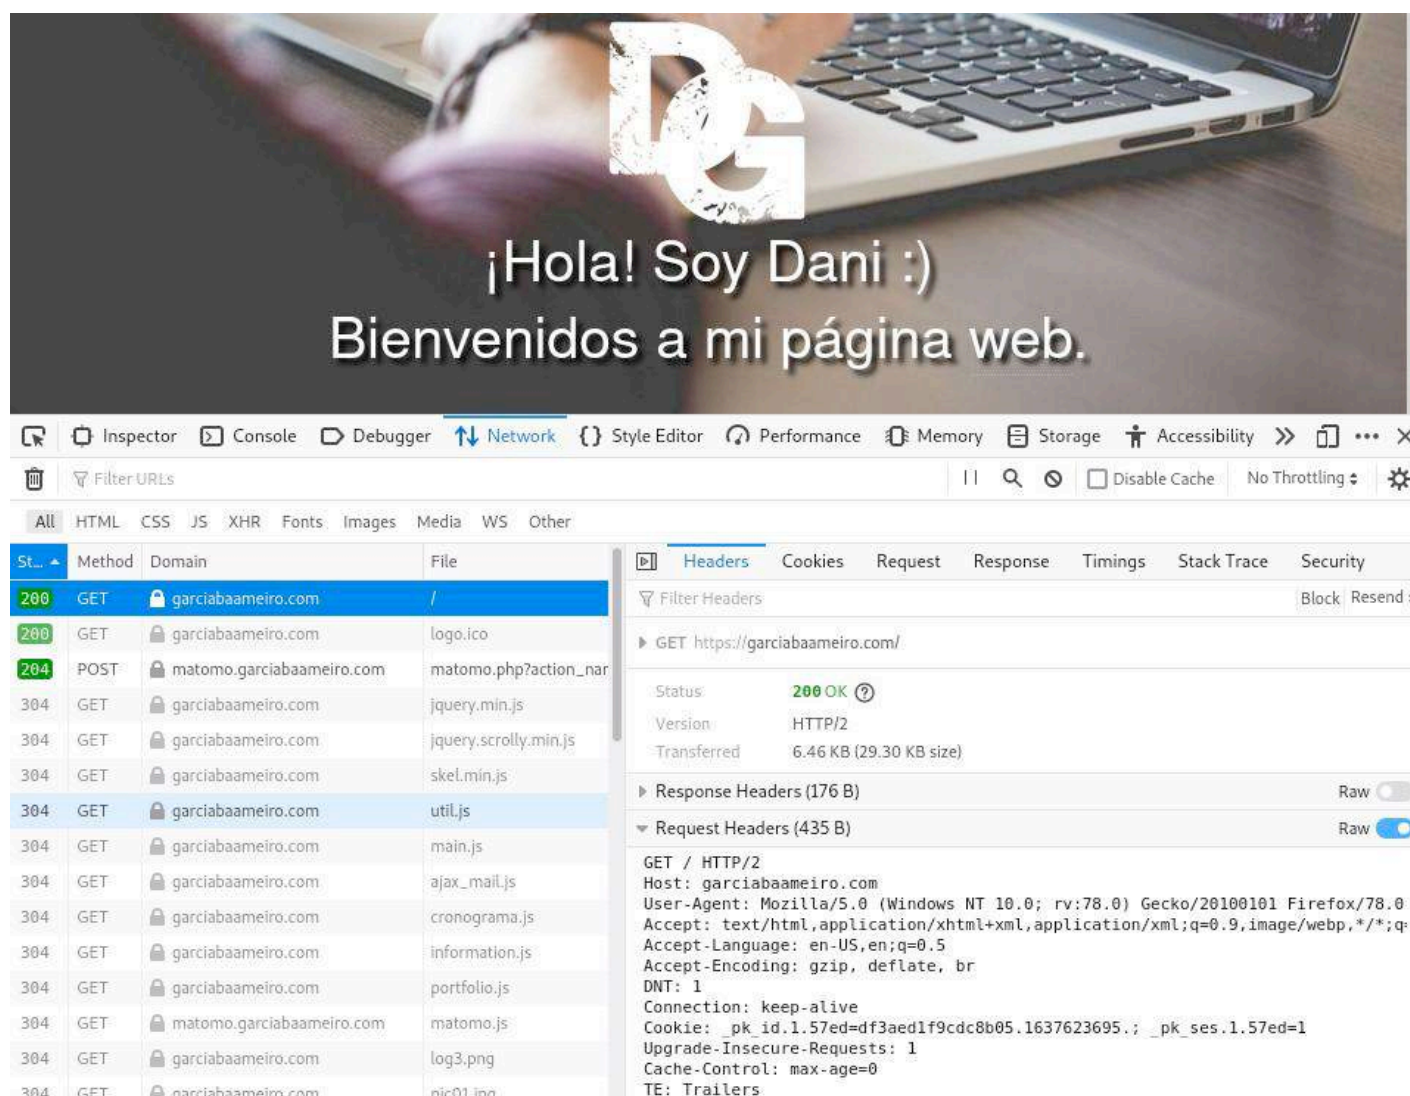 DG
¡Hola! Soy Dani :)
Bienvenidos a mi página web.
Inspector Console Debugger Network Style Editor Performance Memory Storage Accessibility
Filter URLs Disable Cache No Throttling
All HTML CSS JS XHR Fonts Images Media WS Other
St... Method Domain File
200 GET garciabaameiro.com /
200 GET garciabaameiro.com logo.ico
204 POST matomo.garciabaameiro.com matomo.php?action_nar
304 GET garciabaameiro.com jquery.min.js
304 GET garciabaameiro.com jquery.scrolly.min.js
304 GET garciabaameiro.com skel.min.js
304 GET garciabaameiro.com util.js
304 GET garciabaameiro.com main.js
304 GET garciabaameiro.com ajax_mail.js
304 GET garciabaameiro.com cronograma.js
304 GET garciabaameiro.com information.js
304 GET garciabaameiro.com portfolio.js
304 GET matomo.garciabaameiro.com matomo.js
304 GET garciabaameiro.com log3.png
304 GET garciabaameiro.com pic01.jpg
Headers Cookies Request Response Timings Stack Trace Security
Filter Headers Block Resend
GET https://garciabaameiro.com/
Status 200 OK
Version HTTP/2
Transferred 6.46 KB (29.30 KB size)
Response Headers (176 B) Raw
Request Headers (435 B) Raw
GET / HTTP/2
Host: garciabaameiro.com
User-Agent: Mozilla/5.0 (Windows NT 10.0; rv:78.0) Gecko/20100101 Firefox/78.0
Accept: text/html,application/xhtml+xml,application/xml;q=0.9,image/webp,*/*;q
Accept-Language: en-US,en;q=0.5
Accept-Encoding: gzip, deflate, br
DNT: 1
Connection: keep-alive
Cookie: _pk_id.1.57ed=df3aed1f9cdc8b05.1637623695.; _pk_ses.1.57ed=1
Upgrade-Insecure-Requests: 1
Cache-Control: max-age=0
TE: Trailers